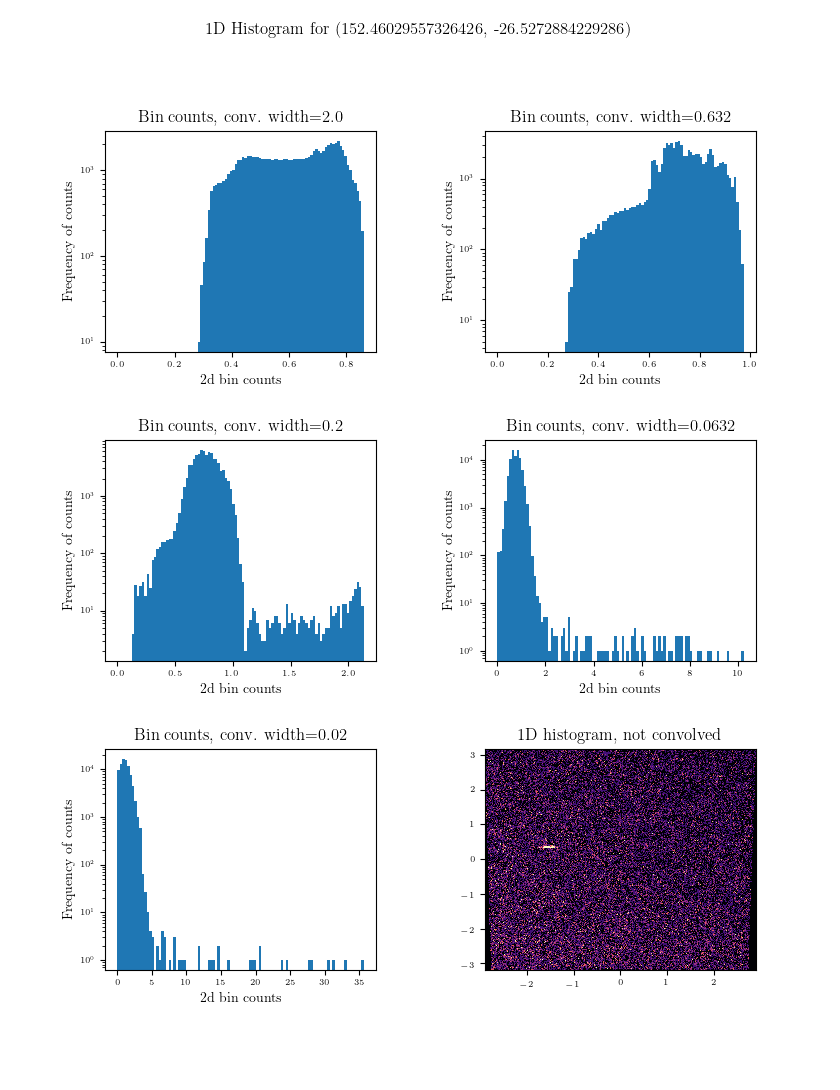 1D Histogram for (152.46029557326426, -26.5272884229286)
Bin counts, conv. width=2.0
Frequency of counts
10³
10²
10¹
0.0 0.2 0.4 0.6 0.8
2d bin counts
Bin counts, conv. width=0.632
Frequency of counts
10³
10²
10¹
0.0 0.2 0.4 0.6 0.8 1.0
2d bin counts
Bin counts, conv. width=0.2
Frequency of counts
10³
10²
10¹
0.0 0.5 1.0 1.5 2.0
2d bin counts
Bin counts, conv. width=0.0632
Frequency of counts
10⁴
10³
10²
10¹
10⁰
0 2 4 6 8 10
2d bin counts
Bin counts, conv. width=0.02
Frequency of counts
10⁴
10³
10²
10¹
10⁰
0 5 10 15 20 25 30 35
2d bin counts
1D histogram, not convolved
3
2
1
0
−1
−2
−3
−2 −1 0 1 2